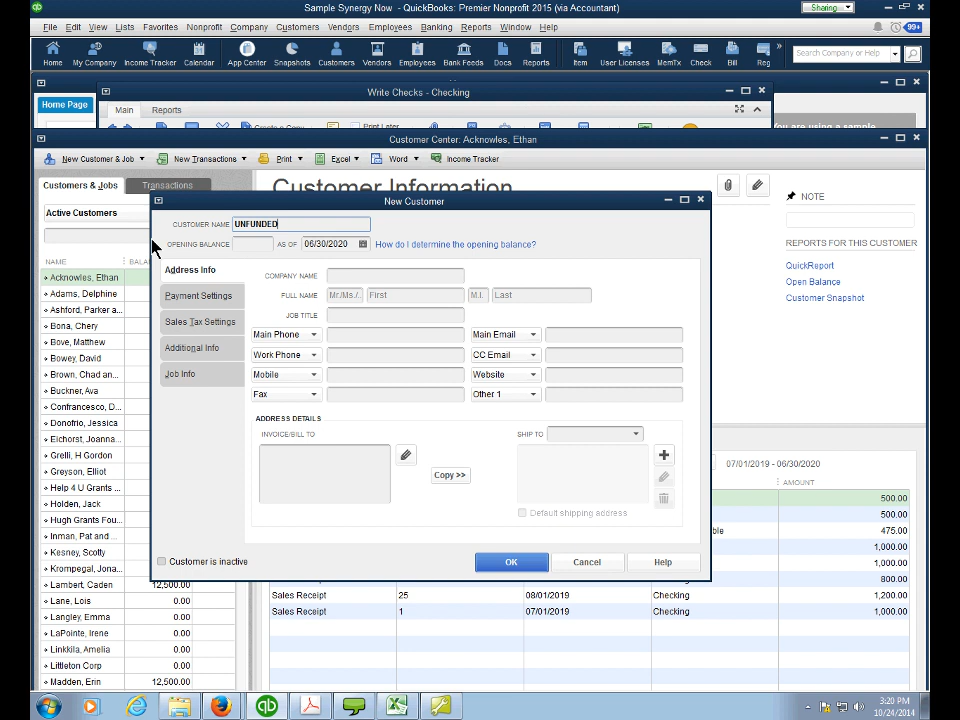 Sample Synergy Now - QuickBooks: Premier Nonprofit 2015 (via Accountant)
Sharing
File Edit View Lists Favorites Nonprofit Company Customers Vendors Employees Banking Reports Window Help
99+
Home My Company Income Tracker Calendar App Center Snapshots Customers Vendors Employees Bank Feeds Docs Reports Item User Licenses MemTx Check Bill Reg
Search Company or Help
Home Page
Write Checks - Checking
Main Reports
Create a Copy Print Later
You are using a sample
Customer Center: Acknowles, Ethan
New Customer & Job New Transactions Print Excel Word Income Tracker
Customers & Jobs Transactions
Customer Information
NOTE
Active Customers
REPORTS FOR THIS CUSTOMER
QuickReport
Open Balance
Customer Snapshot
NAME BALA
Acknowles, Ethan
Adams, Delphine
Ashford, Parker a...
Bona, Chery
Bove, Matthew
Bowey, David
Brown, Chad an...
Buckner, Ava
Confrancesco, D...
Donofrio, Jessica
Eichorst, Joanna...
Grelli, H Gordon
Greyson, Elliot
Help 4 U Grants ...
Holden, Jack
Hugh Grants Fou...
Inman, Pat and ...
Kesney, Scotty
Krompegal, Jona...
Lambert, Caden 12,500.00
Lane, Lois 0.00
Langley, Emma 0.00
LaPointe, Irene 0.00
Linkkila, Amelia 0.00
Littleton Corp 0.00
Madden, Erin 12,500.00
New Customer
CUSTOMER NAME UNFUNDED
OPENING BALANCE AS OF 06/30/2020 How do I determine the opening balance?
Address Info
Payment Settings
Sales Tax Settings
Additional Info
Job Info
COMPANY NAME
FULL NAME Mr./Ms./.. First M.I. Last
JOB TITLE
Main Phone Main Email
Work Phone CC Email
Mobile Website
Fax Other 1
ADDRESS DETAILS
INVOICE/BILL TO
SHIP TO
Copy >>
Default shipping address
Customer is inactive
OK Cancel Help
07/01/2019 - 06/30/2020
AMOUNT
500.00
500.00
ble 475.00
1,000.00
1,000.00
800.00
Sales Receipt 25 08/01/2019 Checking 1,200.00
Sales Receipt 1 07/01/2019 Checking 1,000.00
3:20 PM
10/24/2014